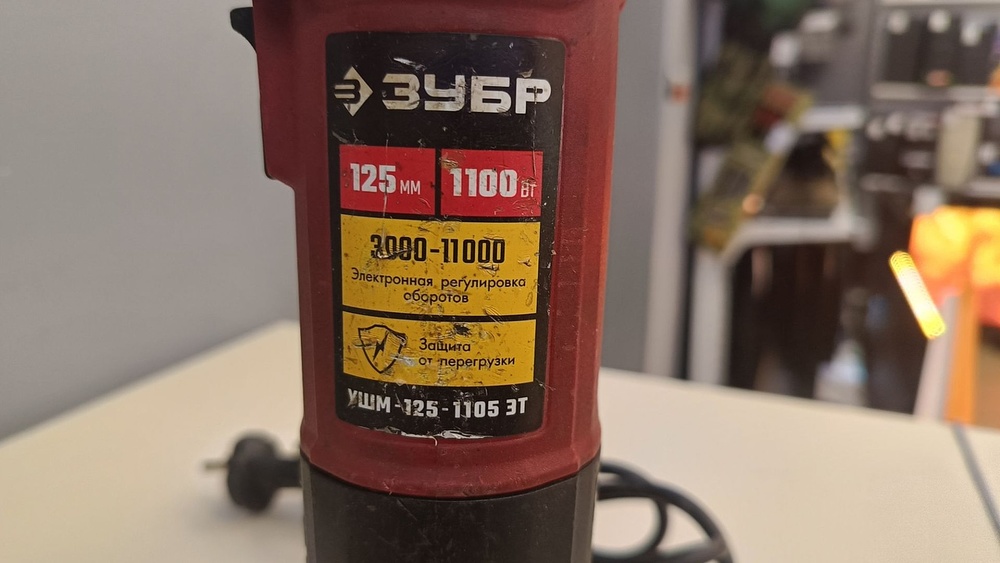 ЗУБР
125 ММ 1100 ВТ
3000-11000
Электронная регулировка
оборотов
Защита
от перегрузки
УШМ-125-1105 ЭТ